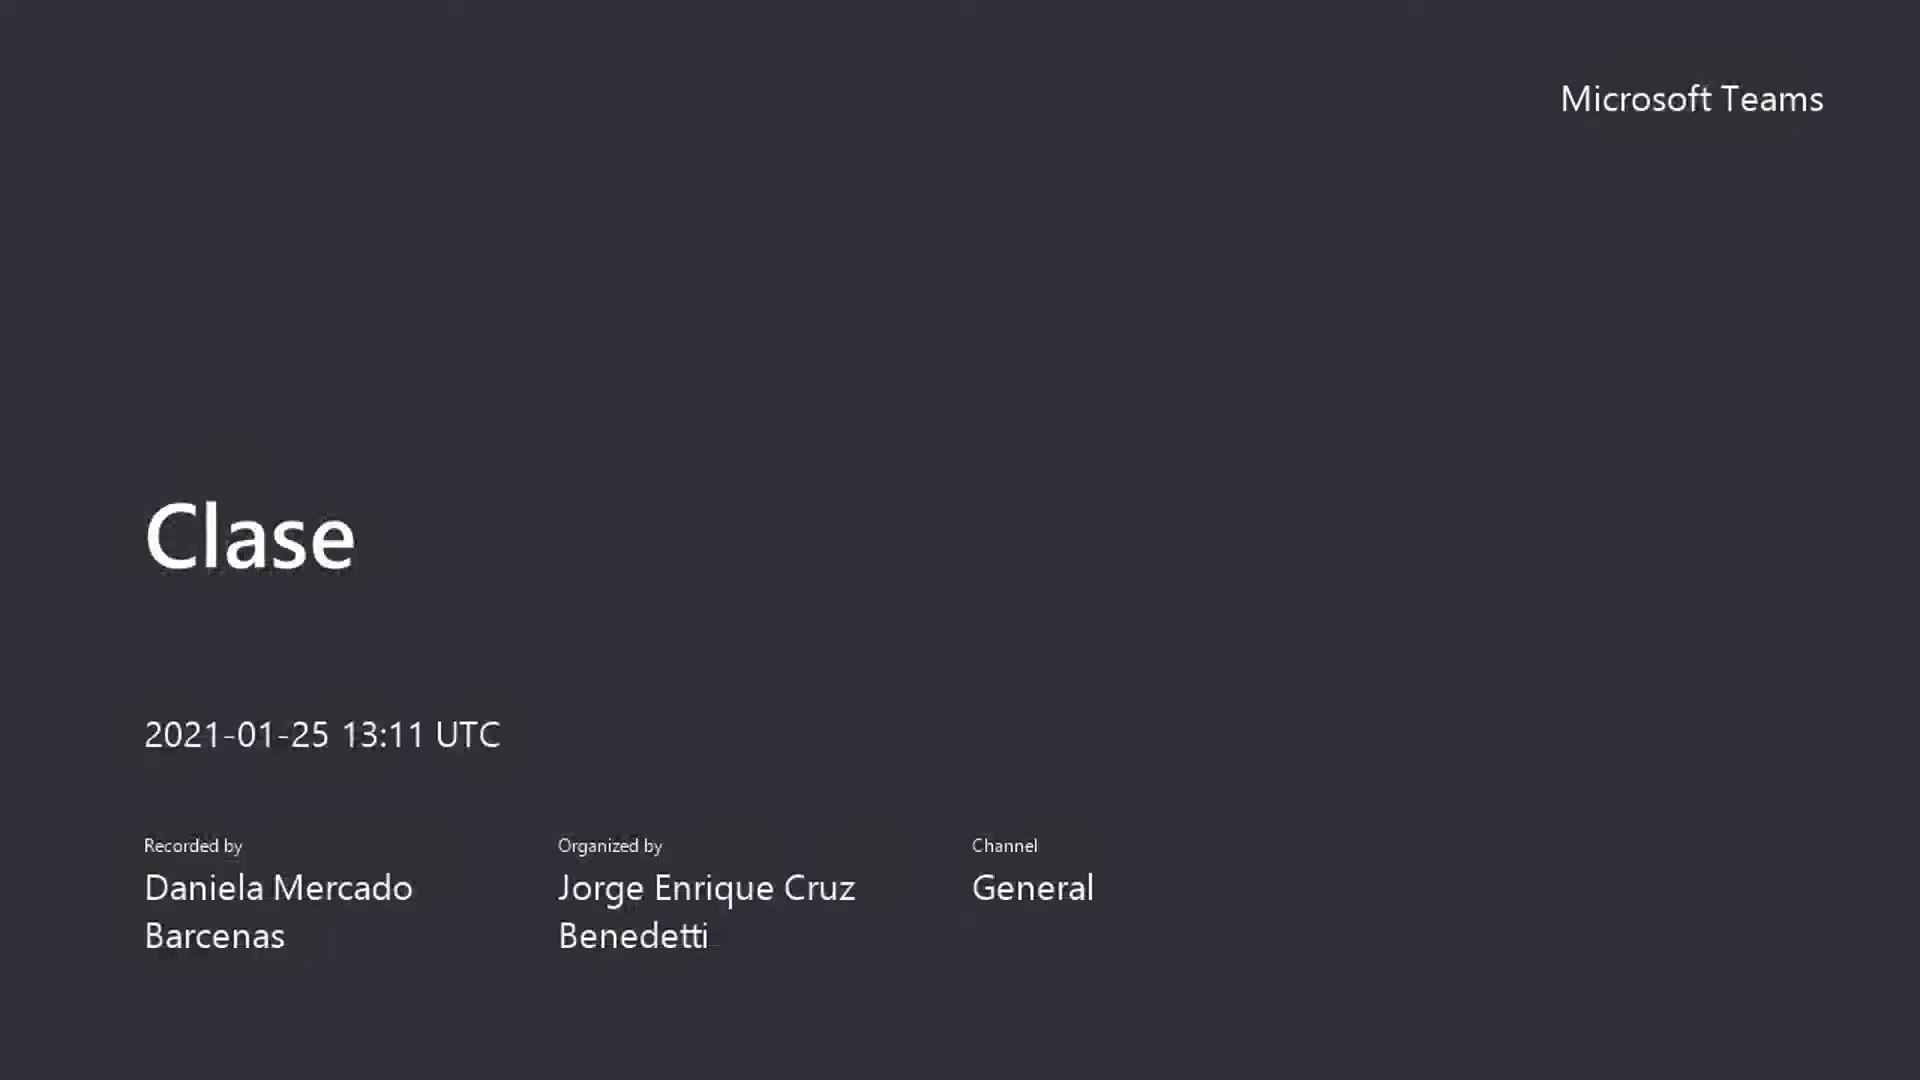 Microsoft Teams
Clase
2021-01-25 13:11 UTC
Recorded by
Daniela Mercado
Barcenas
Organized by
Jorge Enrique Cruz
Benedetti
Channel
General